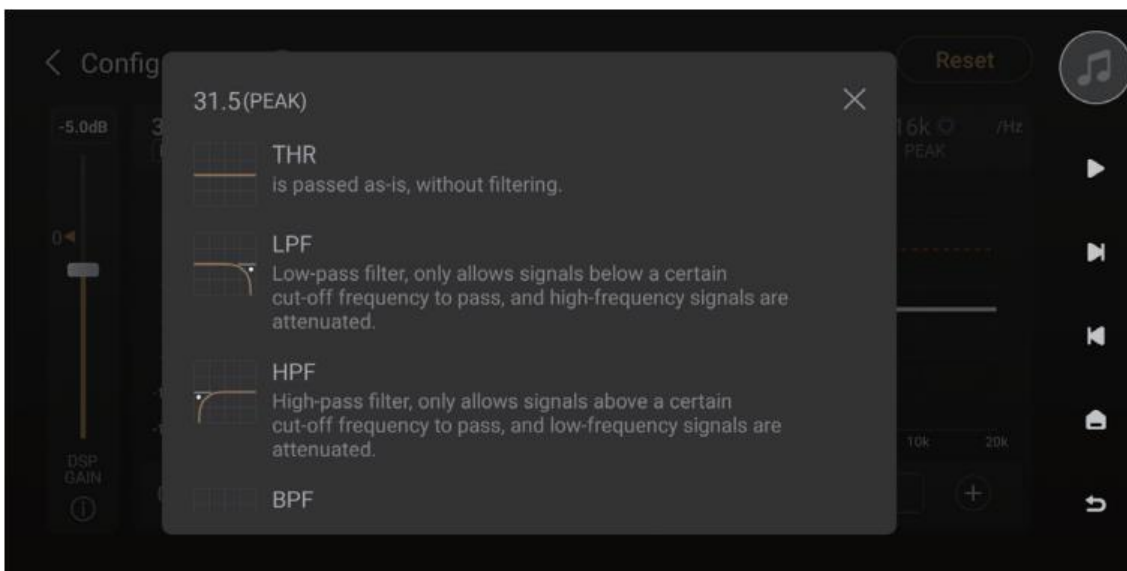 Config
Reset
31.5(PEAK)
-5.0dB
3
16k
/Hz
PEAK
THR
is passed as-is, without filtering.
0
LPF
Low-pass filter, only allows signals below a certain
cut-off frequency to pass, and high-frequency signals are
attenuated.
HPF
High-pass filter, only allows signals above a certain
cut-off frequency to pass, and low-frequency signals are
attenuated.
10k
20k
DSP
GAIN
BPF